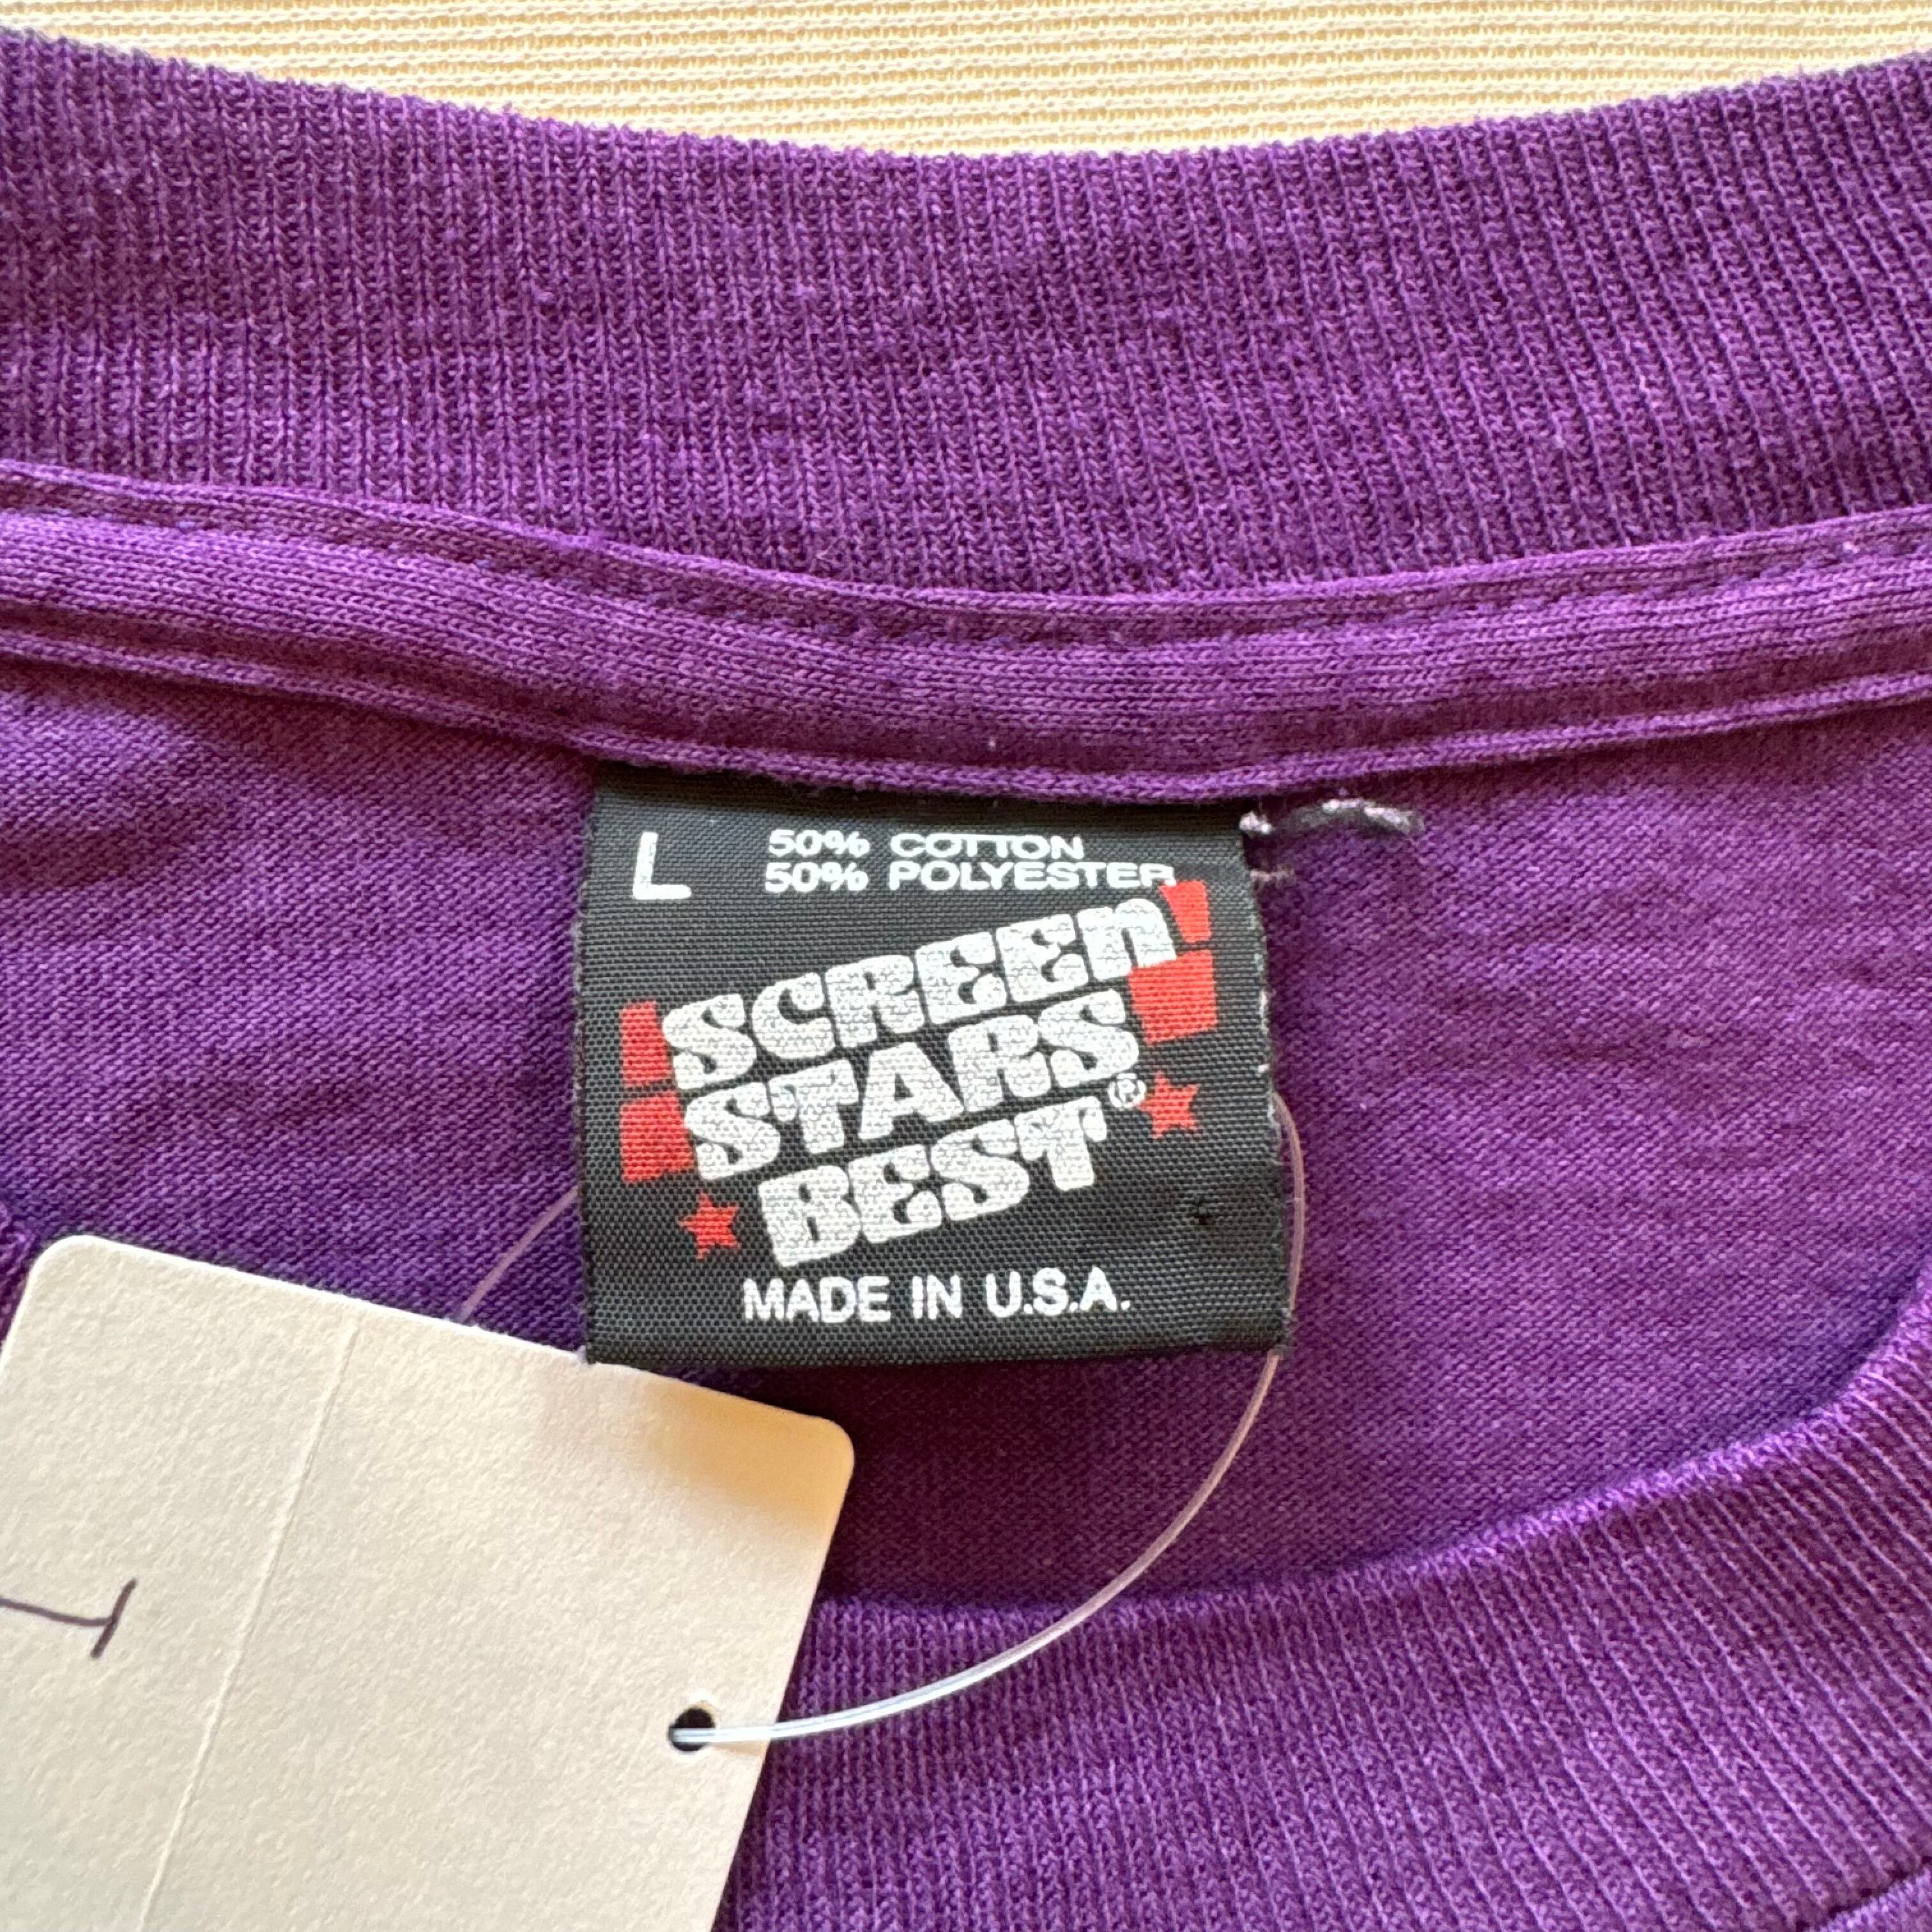 L
50% COTTON
50% POLYESTER
SCREEN
STARS
BEST®
MADE IN U.S.A.